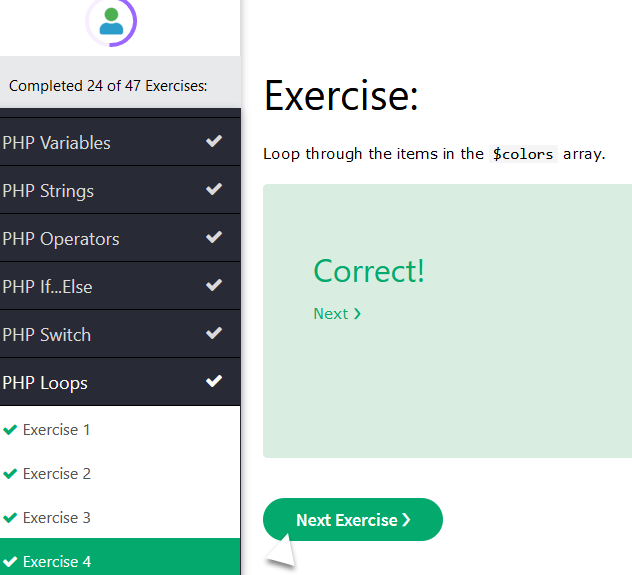 Completed 24 of 47 Exercises:
PHP Variables
PHP Strings
PHP Operators
PHP If...Else
PHP Switch
PHP Loops
Exercise 1
Exercise 2
Exercise 3
Exercise 4
Exercise:
Loop through the items in the $colors array.
Correct!
Next ❯
Next Exercise ❯